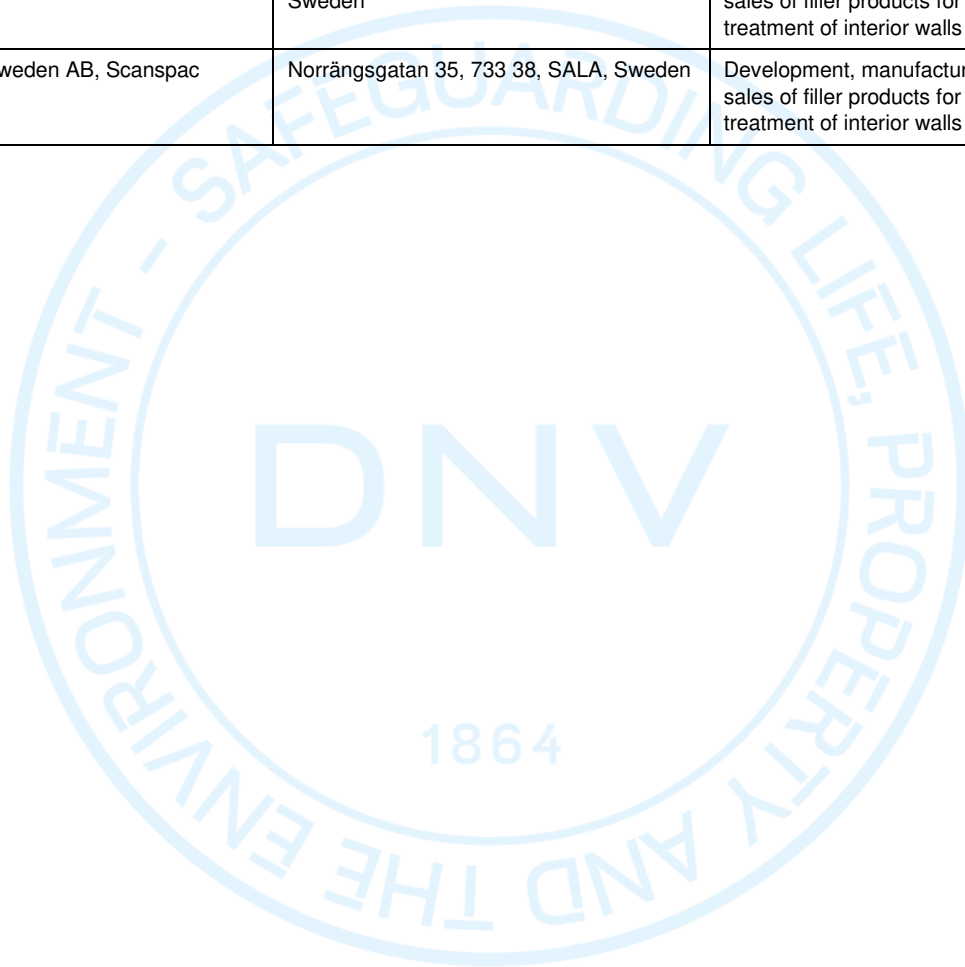 Sweden
sales of filler products for
treatment of interior walls
weden AB, Scanspac
Norrängsgatan 35, 733 38, SALA, Sweden
Development, manufactur
sales of filler products for
treatment of interior walls
SAFEGUARDING LIFE, PROPERTY AND THE ENVIRONMENT -
DNV
1864